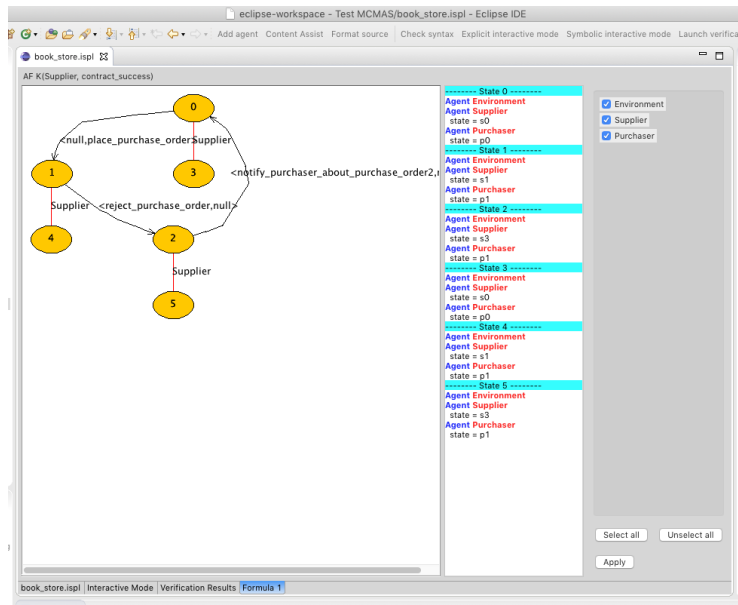 eclipse-workspace - Test MCMAS/book_store.ispl - Eclipse IDE
Add agent Content Assist Format source Check syntax Explicit interactive mode Symbolic interactive mode Launch verifica
book_store.ispl
AF K(Supplier, contract_success)
0
<null,place_purchase_order>
Supplier
1
3
<notify_purchaser_about_purchase_order2,n
Supplier
<reject_purchase_order,null>
4
2
Supplier
5
-------- State 0 --------
Agent Environment
Agent Supplier
state = s0
Agent Purchaser
state = p0
-------- State 1 --------
Agent Environment
Agent Supplier
state = s1
Agent Purchaser
state = p1
-------- State 2 --------
Agent Environment
Agent Supplier
state = s3
Agent Purchaser
state = p1
-------- State 3 --------
Agent Environment
Agent Supplier
state = s0
Agent Purchaser
state = p0
-------- State 4 --------
Agent Environment
Agent Supplier
state = s1
Agent Purchaser
state = p1
-------- State 5 --------
Agent Environment
Agent Supplier
state = s3
Agent Purchaser
state = p1
Environment
Supplier
Purchaser
Select all Unselect all
Apply
book_store.ispl Interactive Mode Verification Results Formula 1